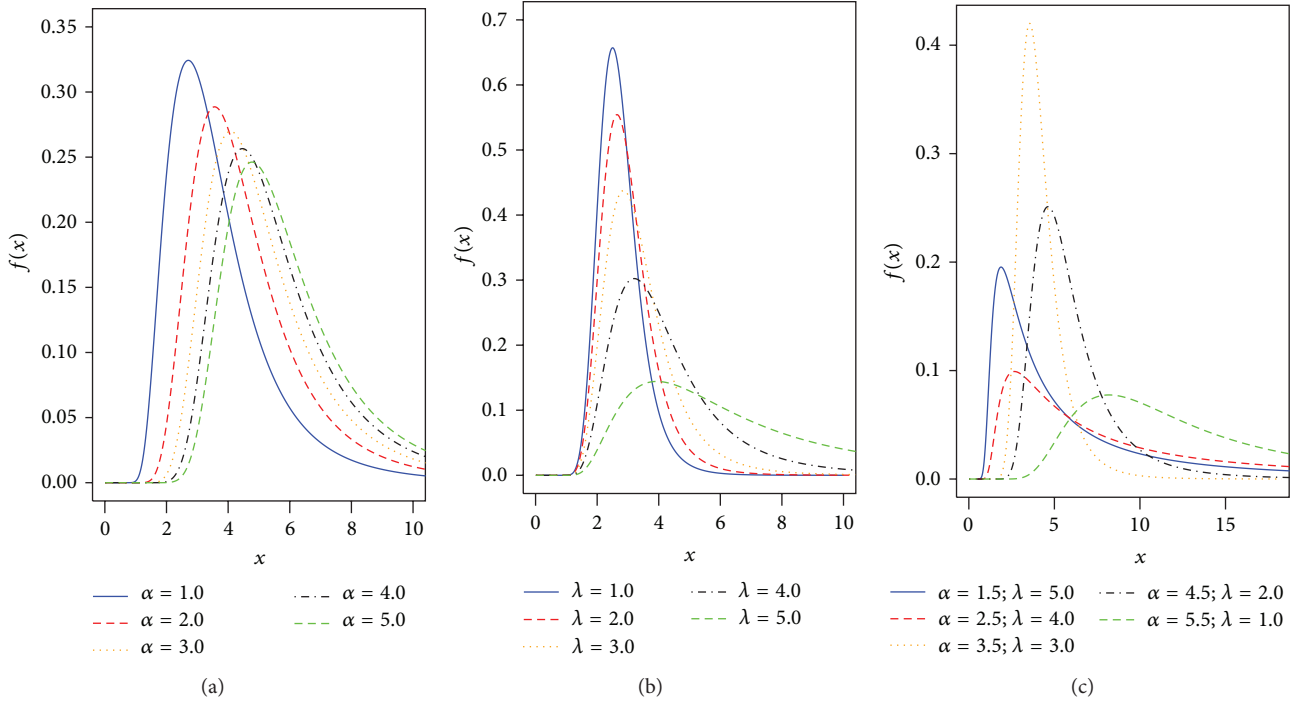 0.35
0.30
0.25
0.20
0.15
0.10
0.05
0.00
f(x)
0 2 4 6 8 10
x
α = 1.0
α = 2.0
α = 3.0
α = 4.0
α = 5.0
(a)
0.7
0.6
0.5
0.4
0.3
0.2
0.1
0.0
f(x)
0 2 4 6 8 10
x
λ = 1.0
λ = 2.0
λ = 3.0
λ = 4.0
λ = 5.0
(b)
0.4
0.3
0.2
0.1
0.0
f(x)
0 5 10 15
x
α = 1.5; λ = 5.0
α = 2.5; λ = 4.0
α = 3.5; λ = 3.0
α = 4.5; λ = 2.0
α = 5.5; λ = 1.0
(c)